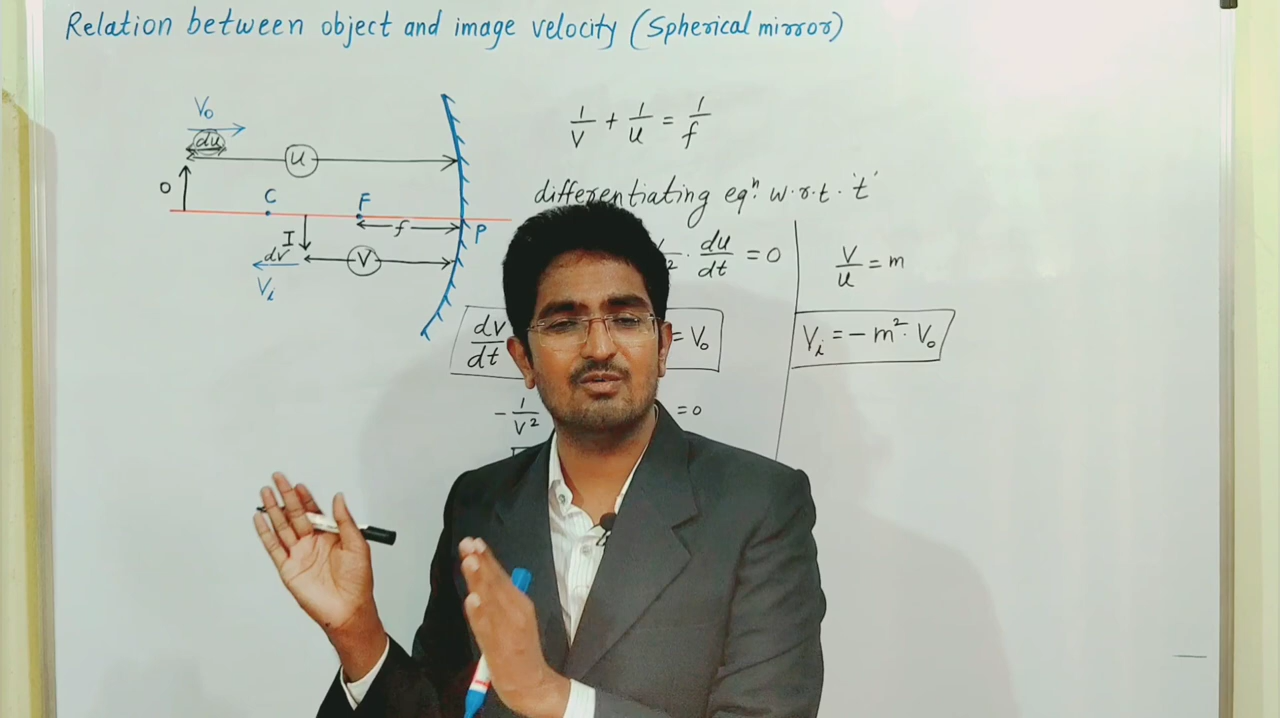 Relation between object and image velocity (Spherical mirror)
V₀
du
u
O
C
F
f
P
I
dv
V
Vᵢ
1/v + 1/u = 1/f
differentiating eqⁿ. w.r.t. 't'
· du/dt = 0
dv/dt
= V₀
- 1/v²
= 0
v/u = m
Vᵢ = - m² · V₀